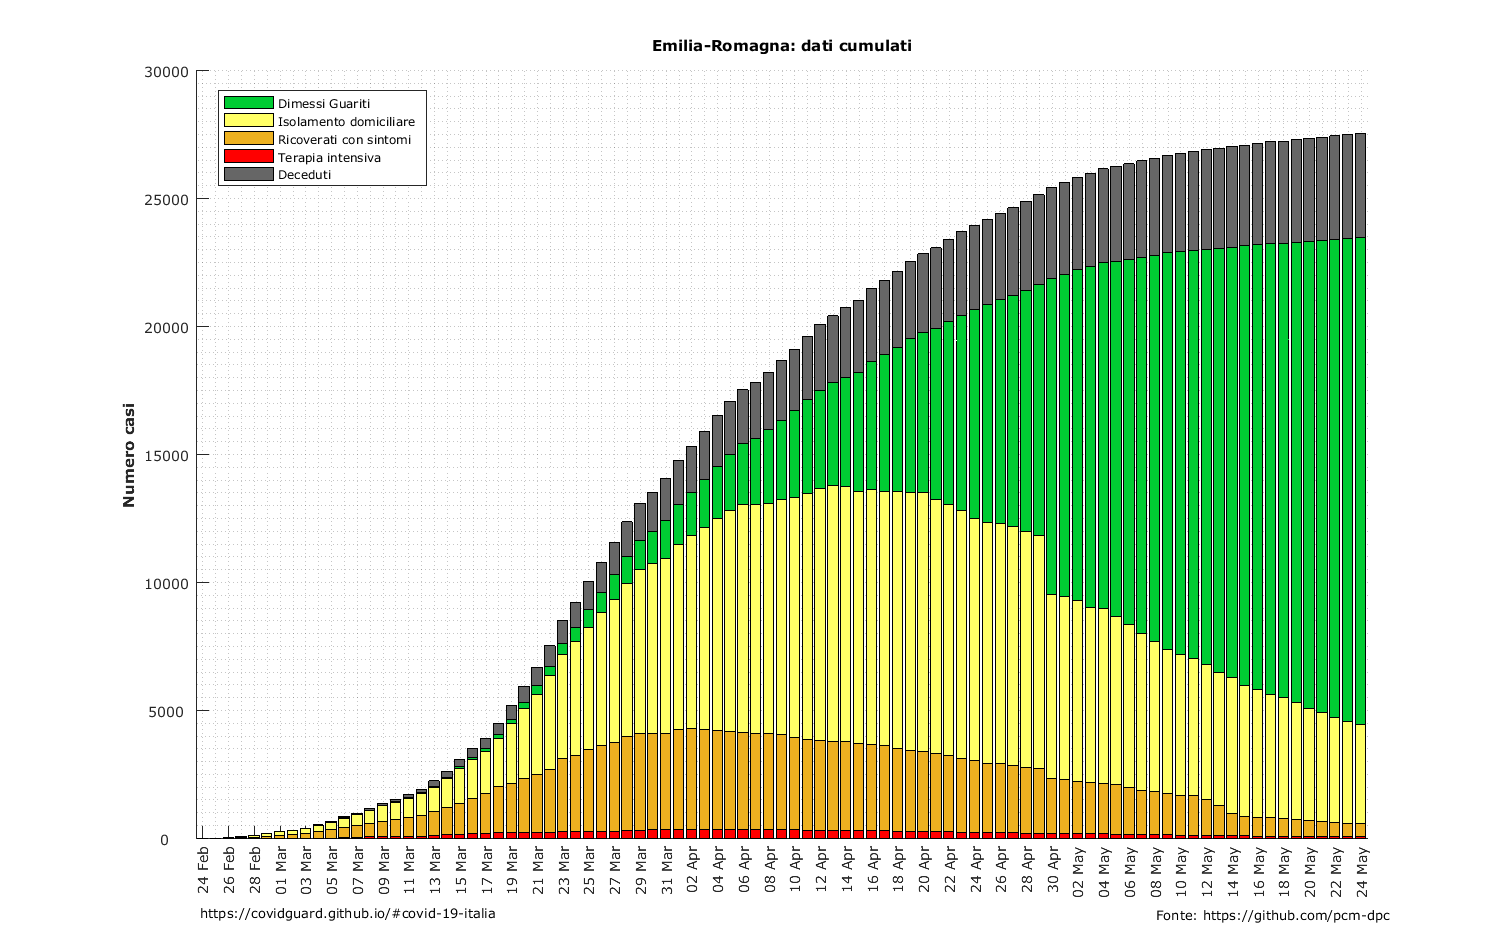 Emilia-Romagna: dati cumulati
30000
25000
20000
15000
10000
5000
0
Numero casi
Dimessi Guariti
Isolamento domiciliare
Ricoverati con sintomi
Terapia intensiva
Deceduti
24 Feb
26 Feb
28 Feb
01 Mar
03 Mar
05 Mar
07 Mar
09 Mar
11 Mar
13 Mar
15 Mar
17 Mar
19 Mar
21 Mar
23 Mar
25 Mar
27 Mar
29 Mar
31 Mar
02 Apr
04 Apr
06 Apr
08 Apr
10 Apr
12 Apr
14 Apr
16 Apr
18 Apr
20 Apr
22 Apr
24 Apr
26 Apr
28 Apr
30 Apr
02 May
04 May
06 May
08 May
10 May
12 May
14 May
16 May
18 May
20 May
22 May
24 May
https://covidguard.github.io/#covid-19-italia
Fonte: https://github.com/pcm-dpc